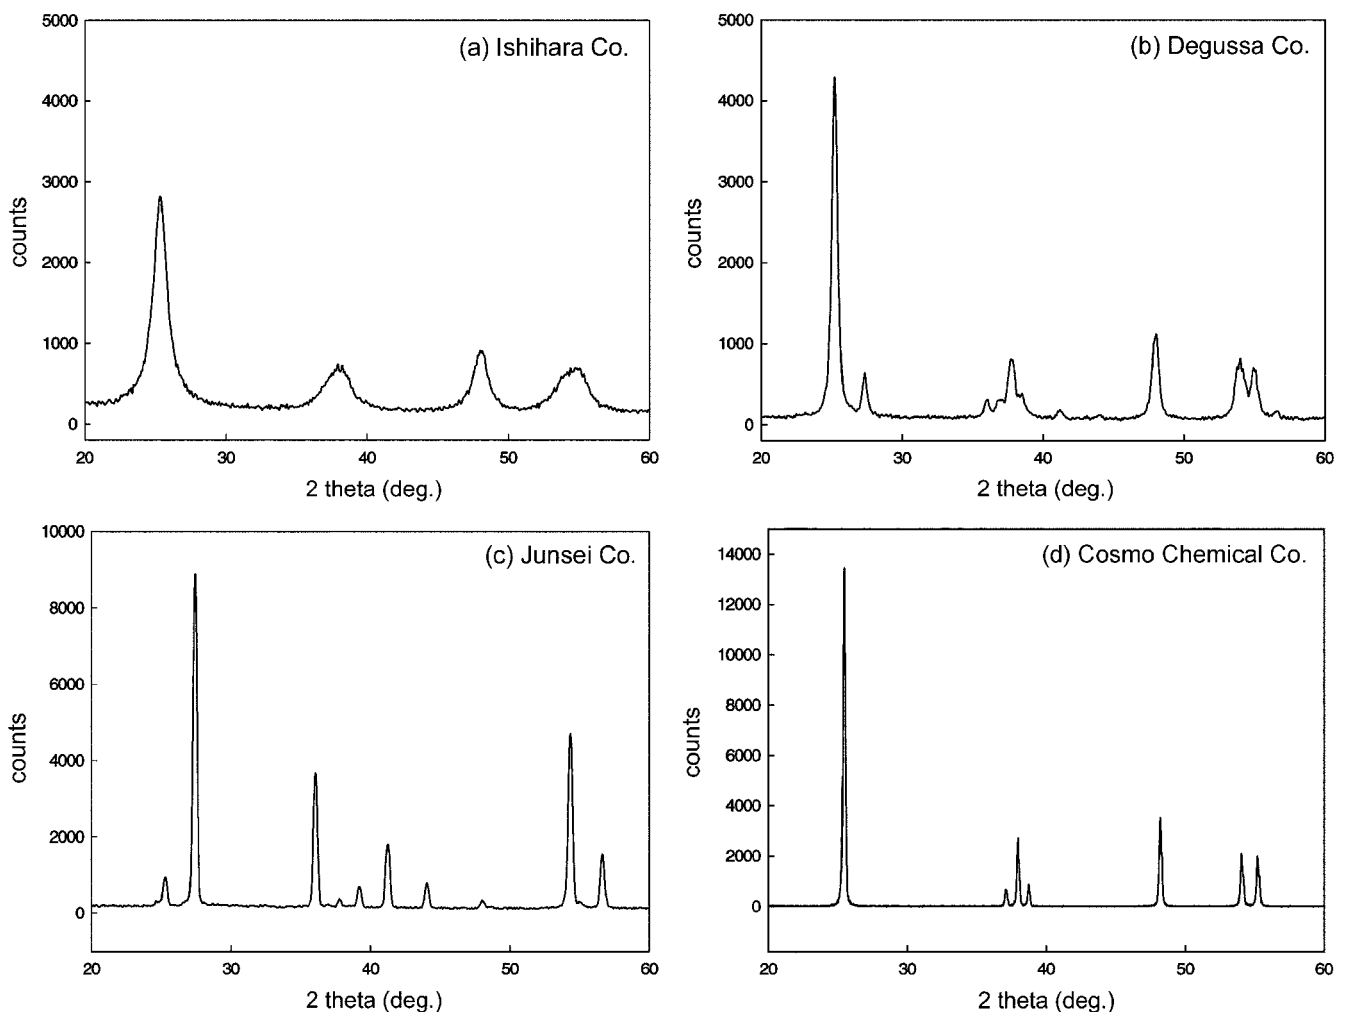 (a) Ishihara Co.
5000
4000
3000
2000
1000
0
counts
20 30 40 50 60
2 theta (deg.)
(b) Degussa Co.
5000
4000
3000
2000
1000
0
counts
20 30 40 50 60
2 theta (deg.)
(c) Junsei Co.
10000
8000
6000
4000
2000
0
counts
20 30 40 50 60
2 theta (deg.)
(d) Cosmo Chemical Co.
14000
12000
10000
8000
6000
4000
2000
0
counts
20 30 40 50 60
2 theta (deg.)